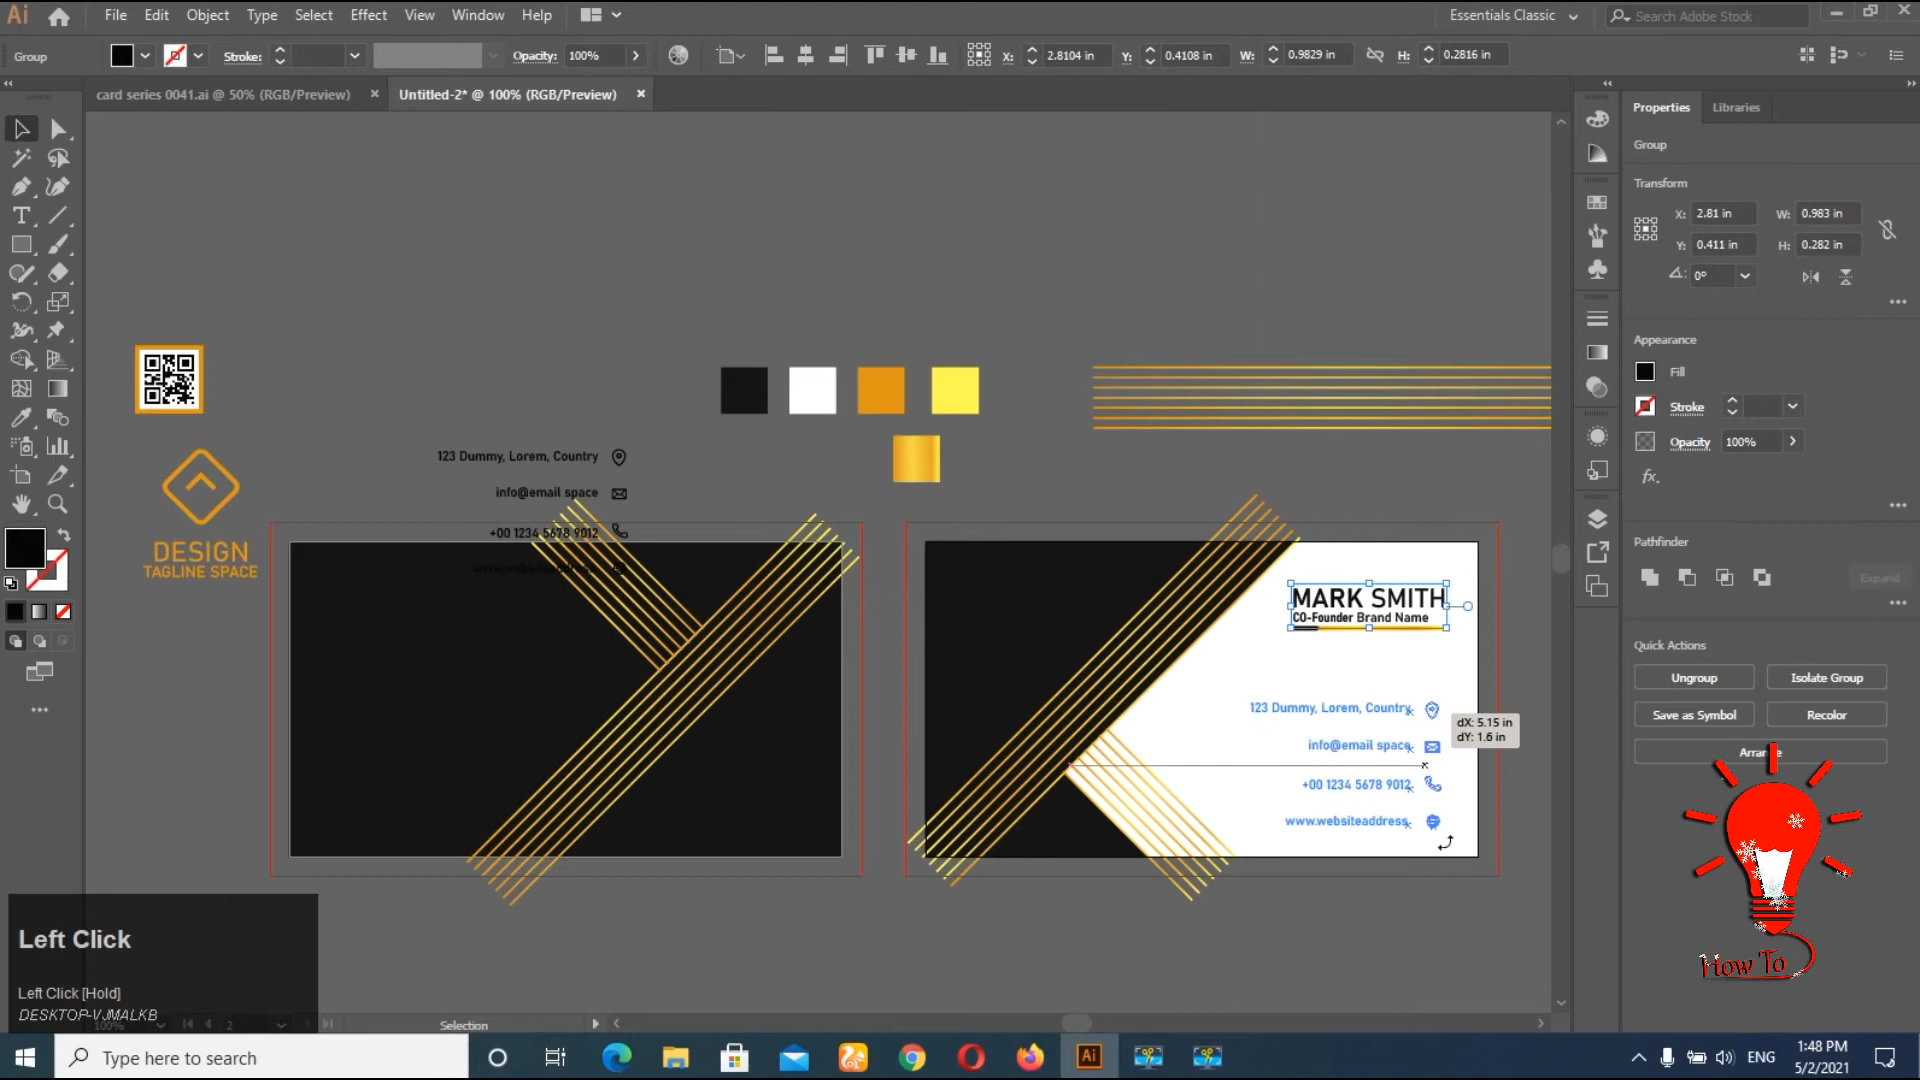 Ai File Edit Object Type Select Effect View Window Help Essentials Classic Search Adobe Stock
Group Stroke: Opacity: 100% X: 2.8104 in Y: 0.4108 in W: 0.9829 in H: 0.2816 in
card series 0041.ai @ 50% (RGB/Preview) Untitled-2* @ 100% (RGB/Preview)
Properties Libraries
Group
Transform
X: 2.81 in W: 0.983 in
Y: 0.411 in H: 0.282 in
0°
Appearance
Fill
Stroke
Opacity 100%
fx.
Pathfinder
Expand
Quick Actions
Ungroup Isolate Group
Save as Symbol Recolor
How To
123 Dummy, Lorem, Country
info@email space
+00 1234 5678 9012
DESIGN
TAGLINE SPACE
MARK SMITH
CO-Founder Brand Name
123 Dummy, Lorem, Country
info@email space
+00 1234 5678 9012
www.websiteaddress
dX: 5.15 in
dY: 1.6 in
Left Click
Left Click [Hold]
DESKTOP-VJMALKB
100% 2 Selection
Type here to search
Ai
ENG
1:48 PM
5/2/2021